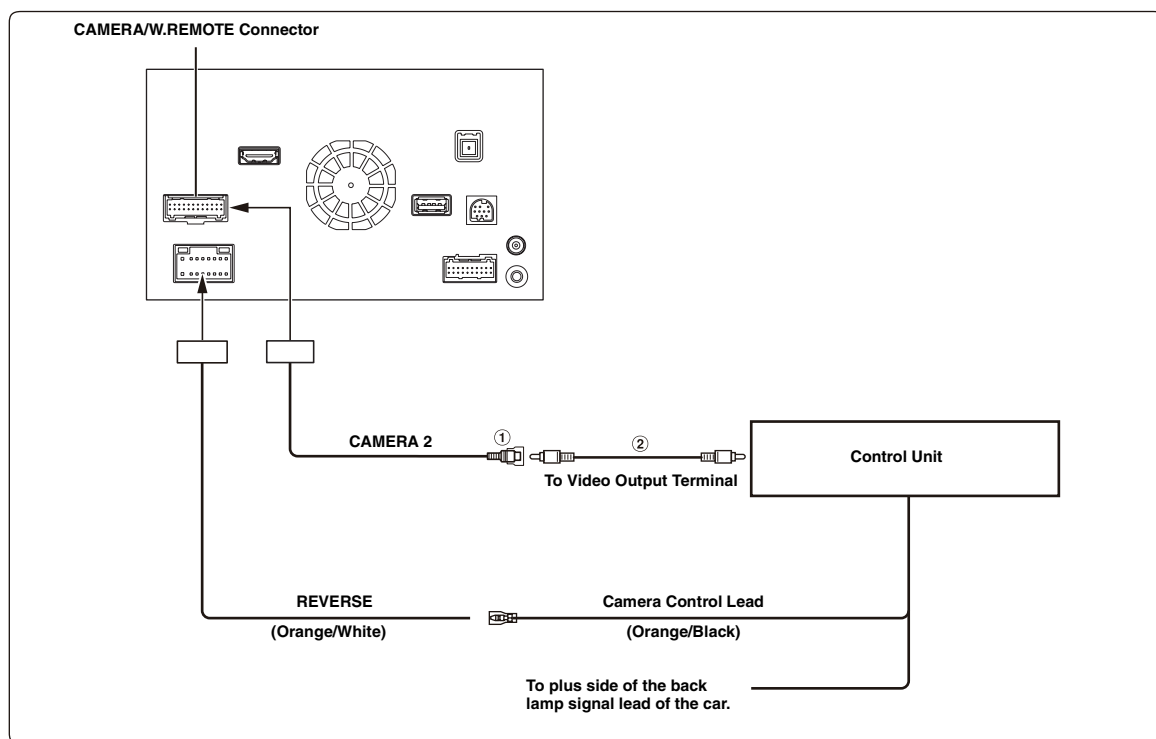 CAMERA/W.REMOTE Connector
CAMERA 2
①
②
To Video Output Terminal
Control Unit
REVERSE
(Orange/White)
Camera Control Lead
(Orange/Black)
To plus side of the back
lamp signal lead of the car.